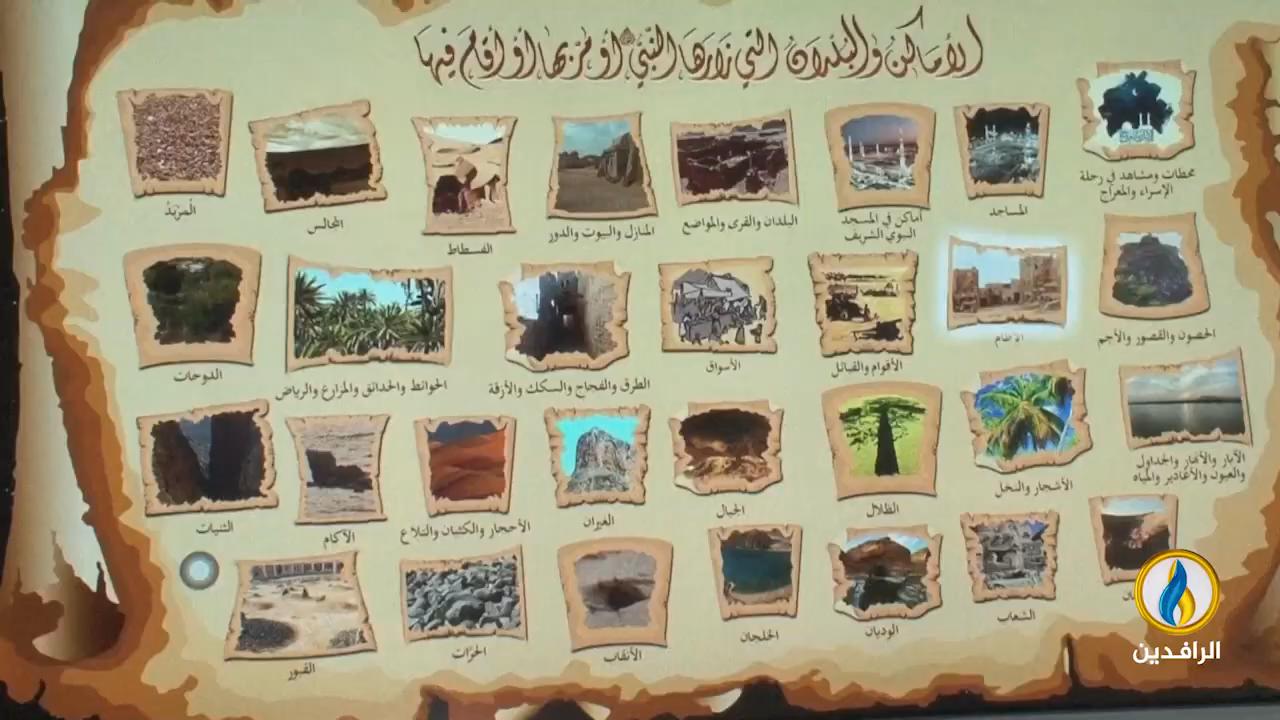 الأماكن والبلدان التي زارها النبي ﷺ أو مر بها أو أقام فيها
محطات ومشاهد في رحلة
الإسراء والمعراج
المساجد
أماكن في المسجد
النبوي الشريف
البلدان والقرى والمواضع
المنازل والبيوت والدور
الفسطاط
المجالس
المِرْبَدُ
الحصون والقصور والأجم
الآطام
الأقوام والقبائل
الأسواق
الطرق والفجاج والسكك والأزقة
الحوائط والحدائق والمزارع والرياض
الدوحات
الآبار والأنهار والجداول
والعيون والأغادير والمياه
الأشجار والنخل
الظلال
الجبال
الغيران
الأحجار والكثبان والتلاع
الآكام
الثنيات
الشعاب
الوديان
الخلجان
الأنقاب
الحرَّات
القبور
الرافدين